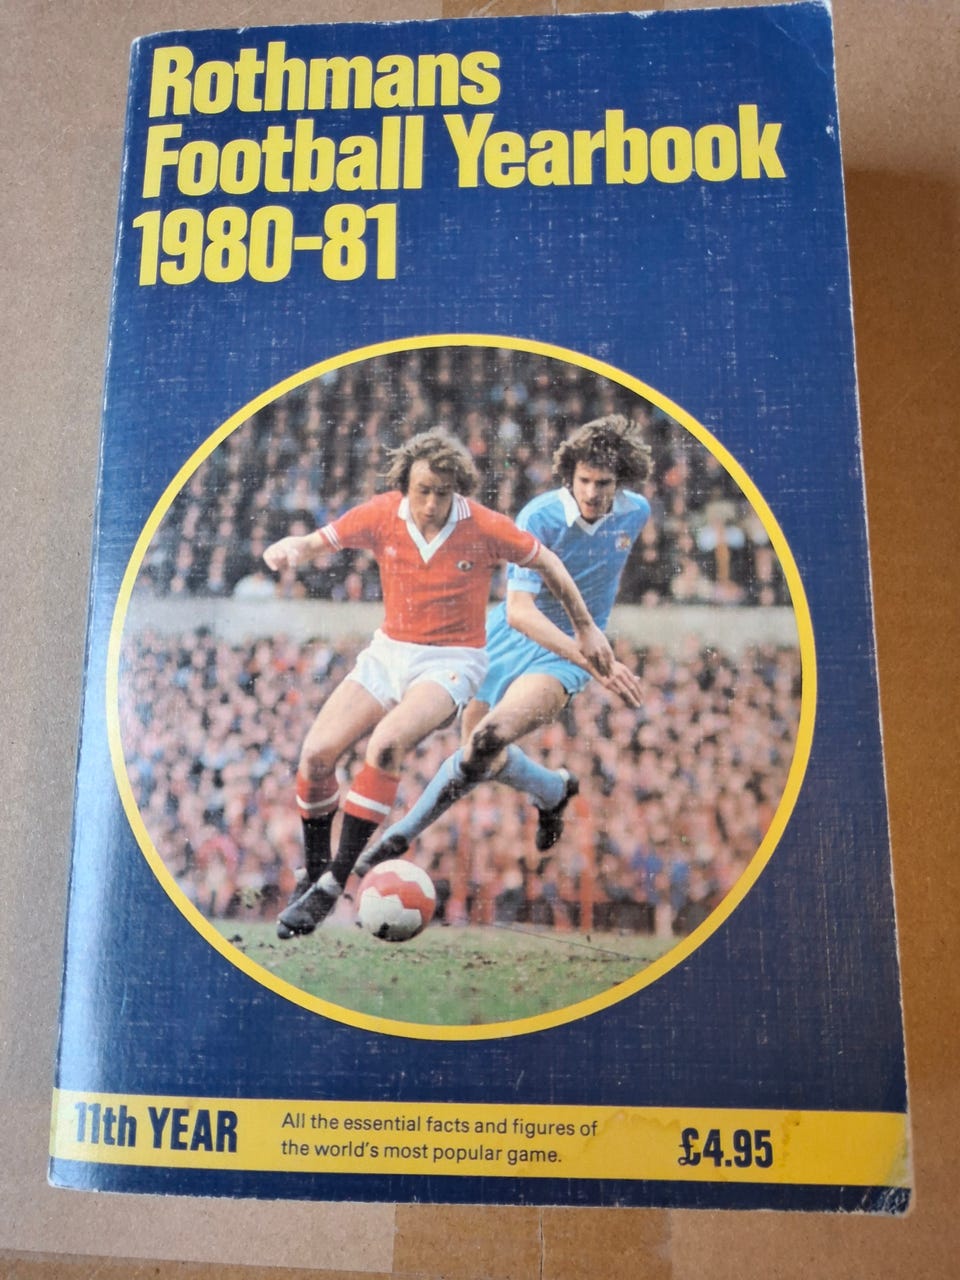 Rothmans
Football Yearbook
1980-81
11th YEAR
All the essential facts and figures of
the world's most popular game.
£4.95